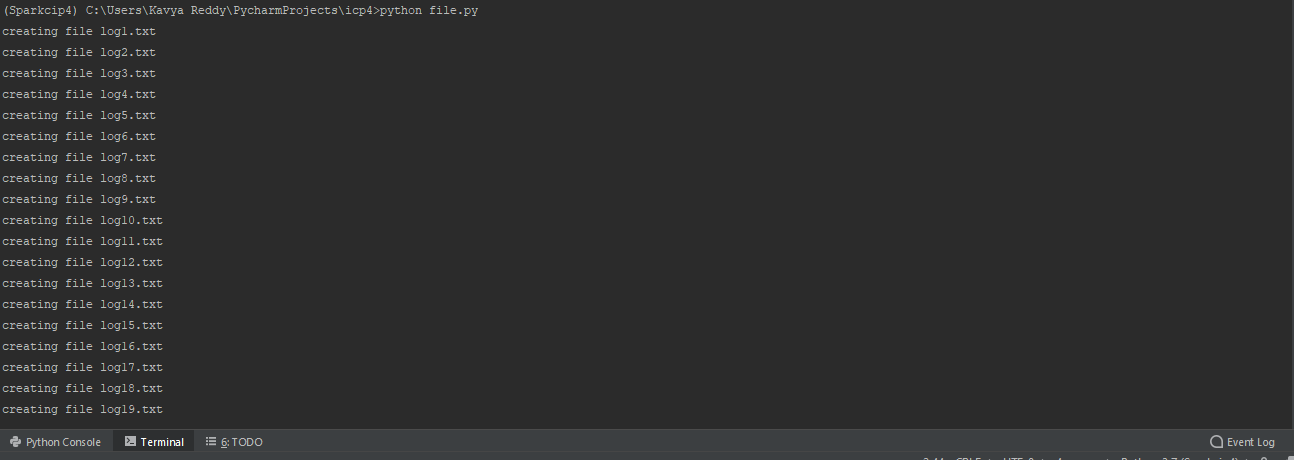 (Sparkcip4) C:\Users\Kavya Reddy\PycharmProjects\icp4>python file.py
creating file log1.txt
creating file log2.txt
creating file log3.txt
creating file log4.txt
creating file log5.txt
creating file log6.txt
creating file log7.txt
creating file log8.txt
creating file log9.txt
creating file log10.txt
creating file log11.txt
creating file log12.txt
creating file log13.txt
creating file log14.txt
creating file log15.txt
creating file log16.txt
creating file log17.txt
creating file log18.txt
creating file log19.txt
Python Console Terminal 6: TODO Event Log